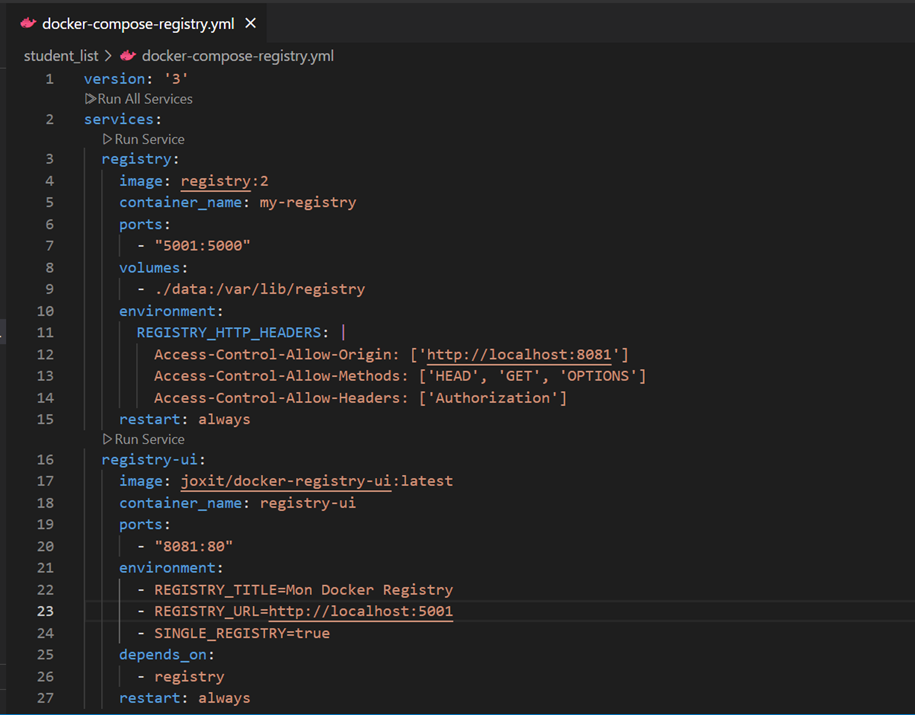 docker-compose-registry.yml
student_list > docker-compose-registry.yml
1 version: '3'
Run All Services
2 services:
Run Service
3 registry:
4 image: registry:2
5 container_name: my-registry
6 ports:
7 - "5001:5000"
8 volumes:
9 - ./data:/var/lib/registry
10 environment:
11 REGISTRY_HTTP_HEADERS: |
12 Access-Control-Allow-Origin: ['http://localhost:8081']
13 Access-Control-Allow-Methods: ['HEAD', 'GET', 'OPTIONS']
14 Access-Control-Allow-Headers: ['Authorization']
15 restart: always
Run Service
16 registry-ui:
17 image: joxit/docker-registry-ui:latest
18 container_name: registry-ui
19 ports:
20 - "8081:80"
21 environment:
22 - REGISTRY_TITLE=Mon Docker Registry
23 - REGISTRY_URL=http://localhost:5001
24 - SINGLE_REGISTRY=true
25 depends_on:
26 - registry
27 restart: always